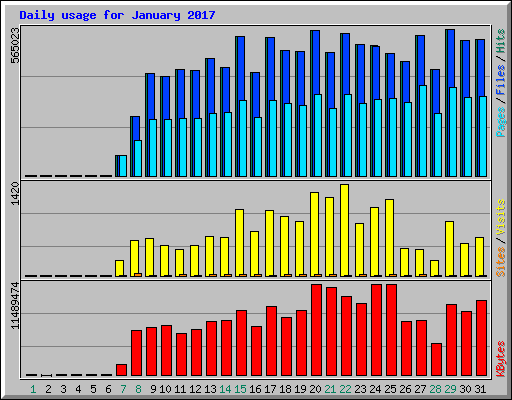 Daily usage for January 2017
565023
Pages / Files / Hits
1420
Sites / Visits
11489474
KBytes
1 2 3 4 5 6 7 8 9 10 11 12 13 14 15 16 17 18 19 20 21 22 23 24 25 26 27 28 29 30 31